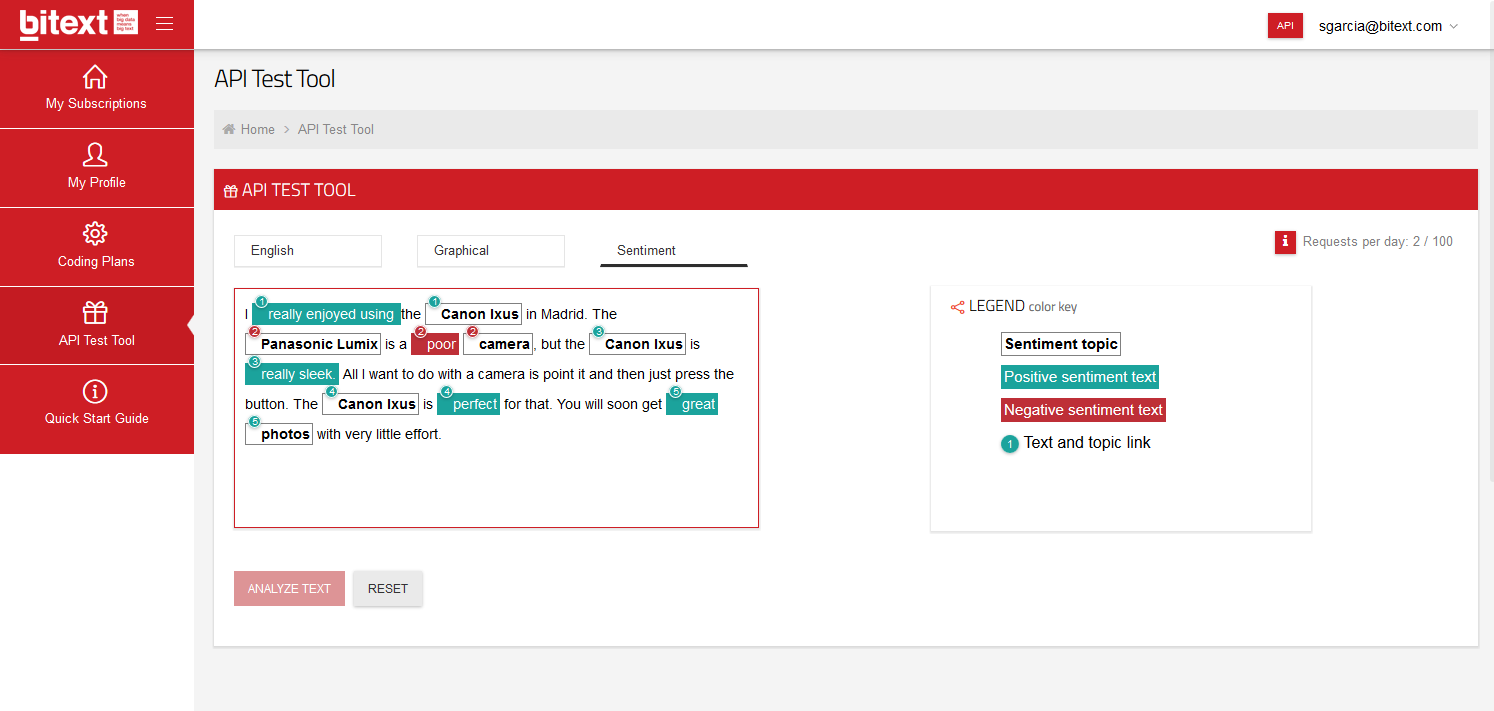 bitext
when
big data
means
big text
API
sgarcia@bitext.com
My Subscriptions
My Profile
Coding Plans
API Test Tool
Quick Start Guide
API Test Tool
Home > API Test Tool
API TEST TOOL
English
Graphical
Sentiment
i Requests per day: 2 / 100
I 1 really enjoyed using the 1 Canon Ixus in Madrid. The
2 Panasonic Lumix is a 2 poor 2 camera, but the 3 Canon Ixus is
3 really sleek. All I want to do with a camera is point it and then just press the
button. The 4 Canon Ixus is 4 perfect for that. You will soon get 5 great
5 photos with very little effort.
LEGEND color key
Sentiment topic
Positive sentiment text
Negative sentiment text
1 Text and topic link
ANALYZE TEXT
RESET